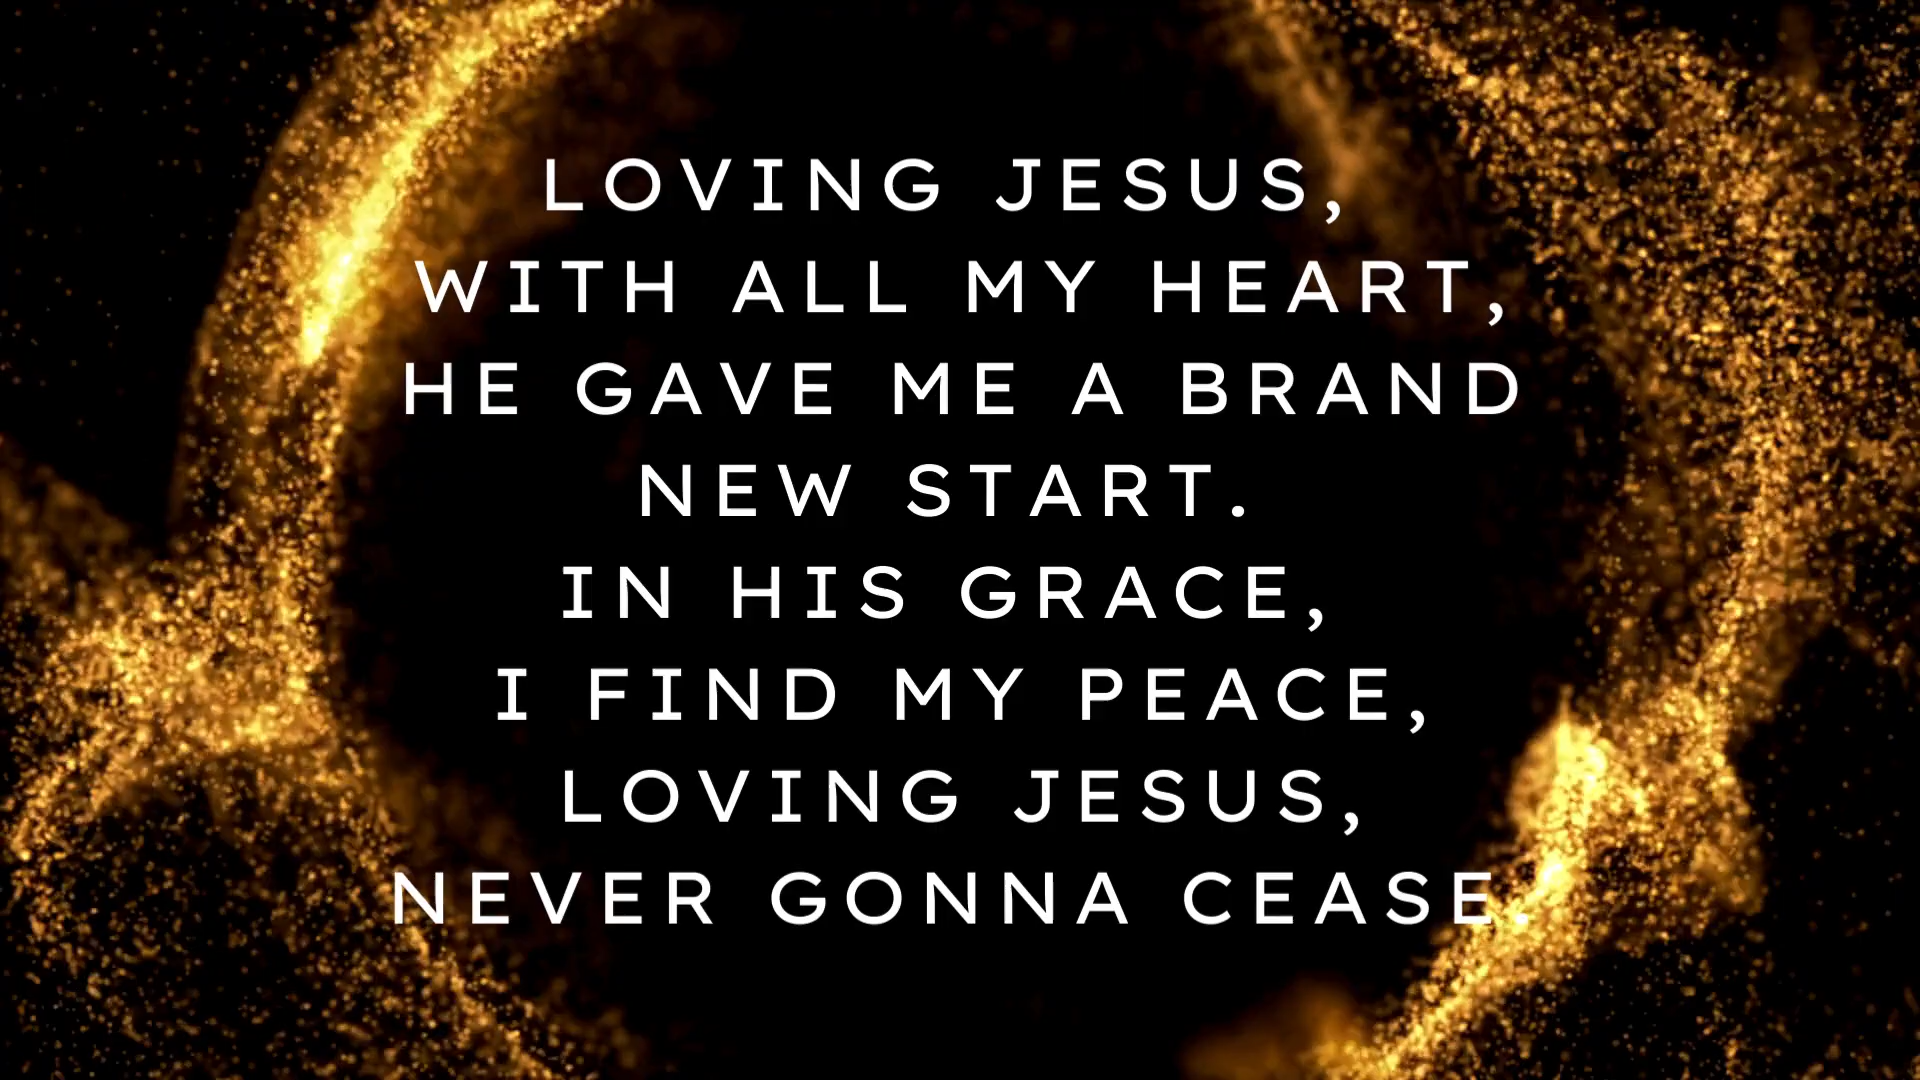 LOVING JESUS,
WITH ALL MY HEART,
HE GAVE ME A BRAND
NEW START.
IN HIS GRACE,
I FIND MY PEACE,
LOVING JESUS,
NEVER GONNA CEASE.